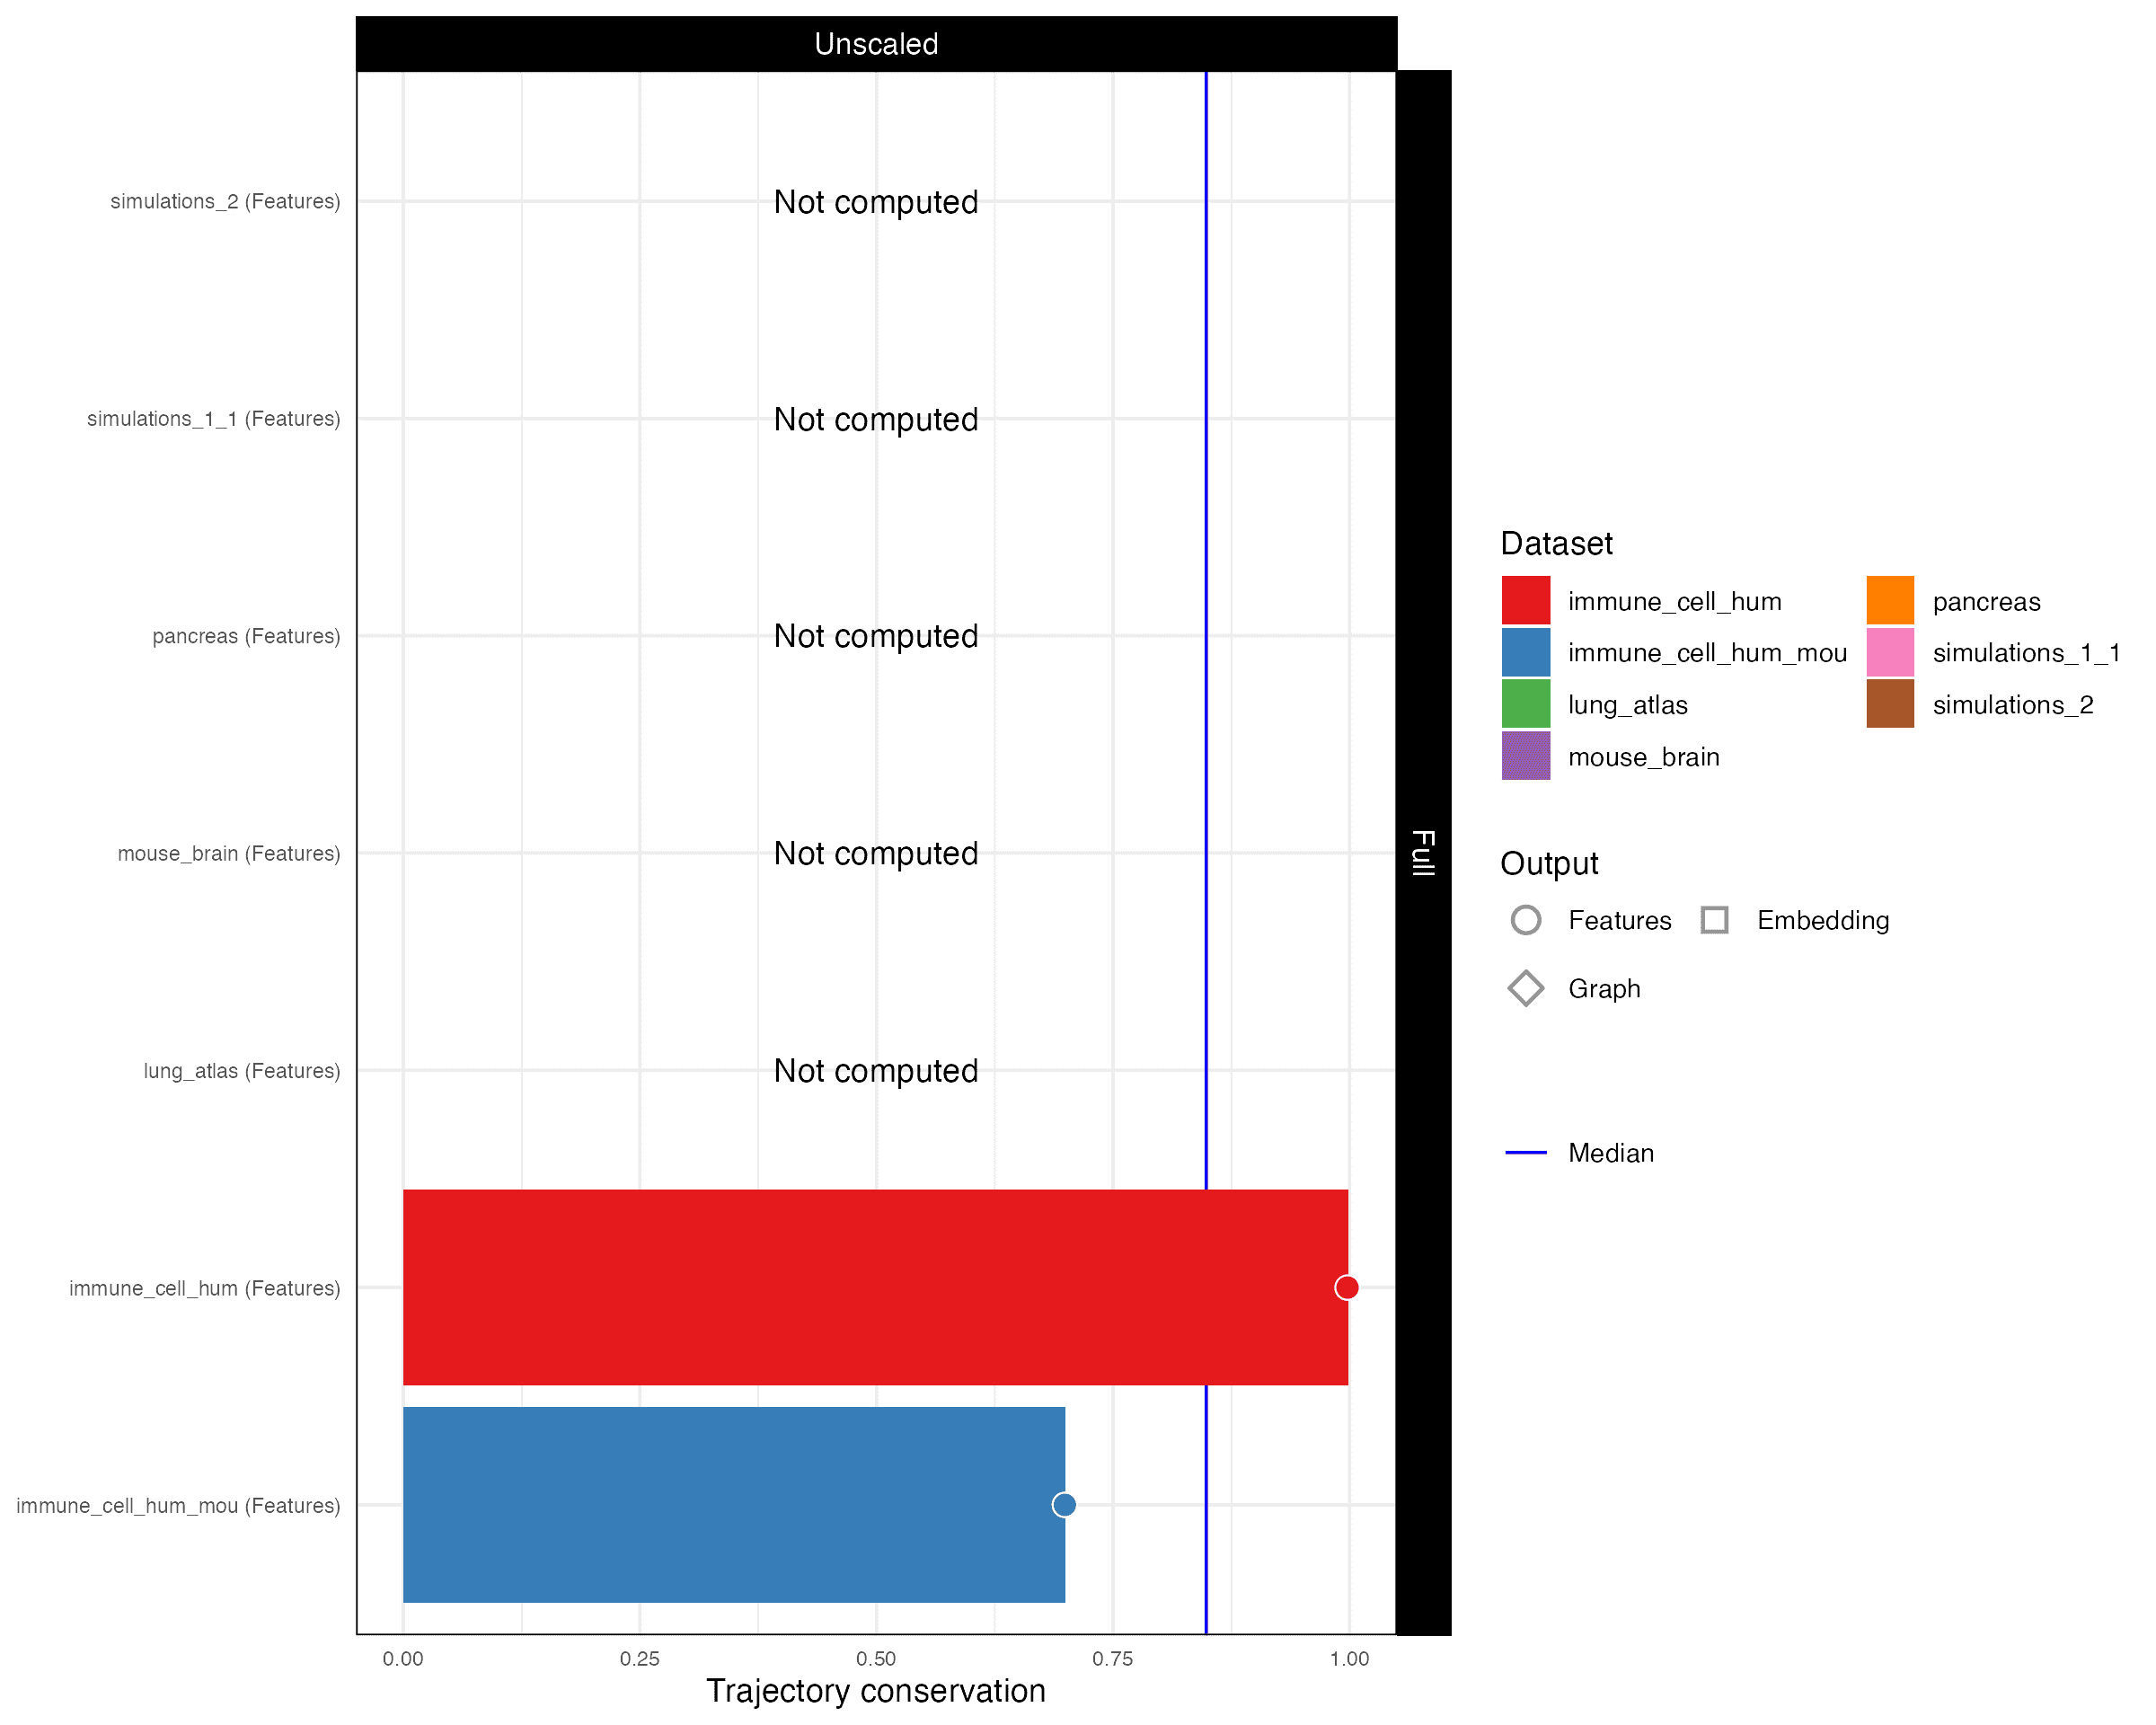 Unscaled
simulations_2 (Features)
Not computed
simulations_1_1 (Features)
Not computed
pancreas (Features)
Not computed
mouse_brain (Features)
Not computed
lung_atlas (Features)
Not computed
immune_cell_hum (Features)
immune_cell_hum_mou (Features)
0.00 0.25 0.50 0.75 1.00
Trajectory conservation
Full
Dataset
immune_cell_hum
immune_cell_hum_mou
lung_atlas
mouse_brain
pancreas
simulations_1_1
simulations_2
Output
Features
Embedding
Graph
Median